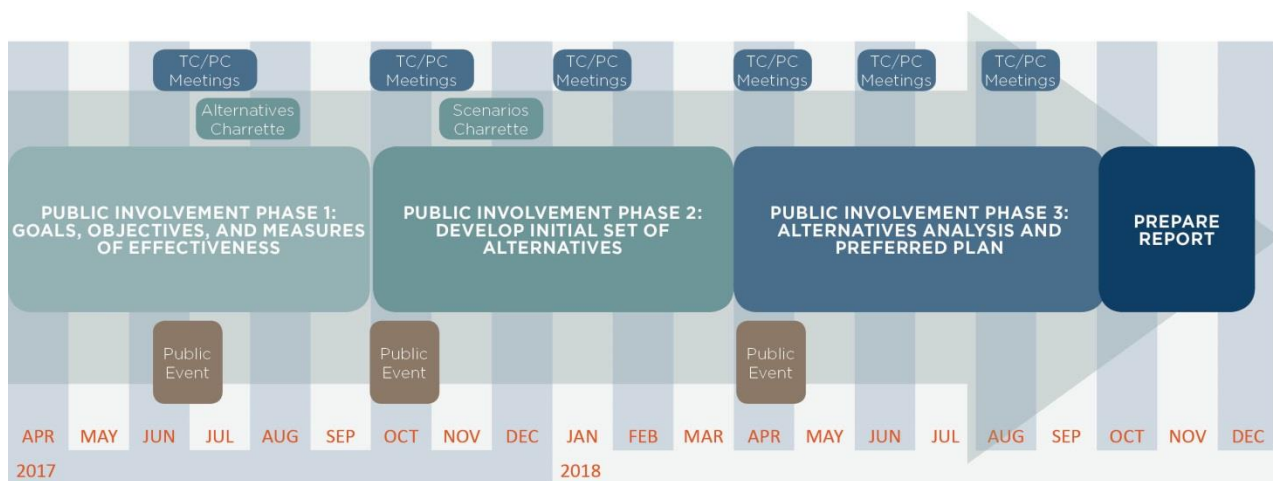 TC/PC
Meetings
TC/PC
Meetings
TC/PC
Meetings
TC/PC
Meetings
TC/PC
Meetings
TC/PC
Meetings
Alternatives
Charrette
Scenarios
Charrette
PUBLIC INVOLVEMENT PHASE 1:
GOALS, OBJECTIVES, AND MEASURES
OF EFFECTIVENESS
PUBLIC INVOLVEMENT PHASE 2:
DEVELOP INITIAL SET OF
ALTERNATIVES
PUBLIC INVOLVEMENT PHASE 3:
ALTERNATIVES ANALYSIS AND
PREFERRED PLAN
PREPARE
REPORT
Public
Event
Public
Event
Public
Event
APR MAY JUN JUL AUG SEP OCT NOV DEC JAN FEB MAR APR MAY JUN JUL AUG SEP OCT NOV DEC
2017 2018